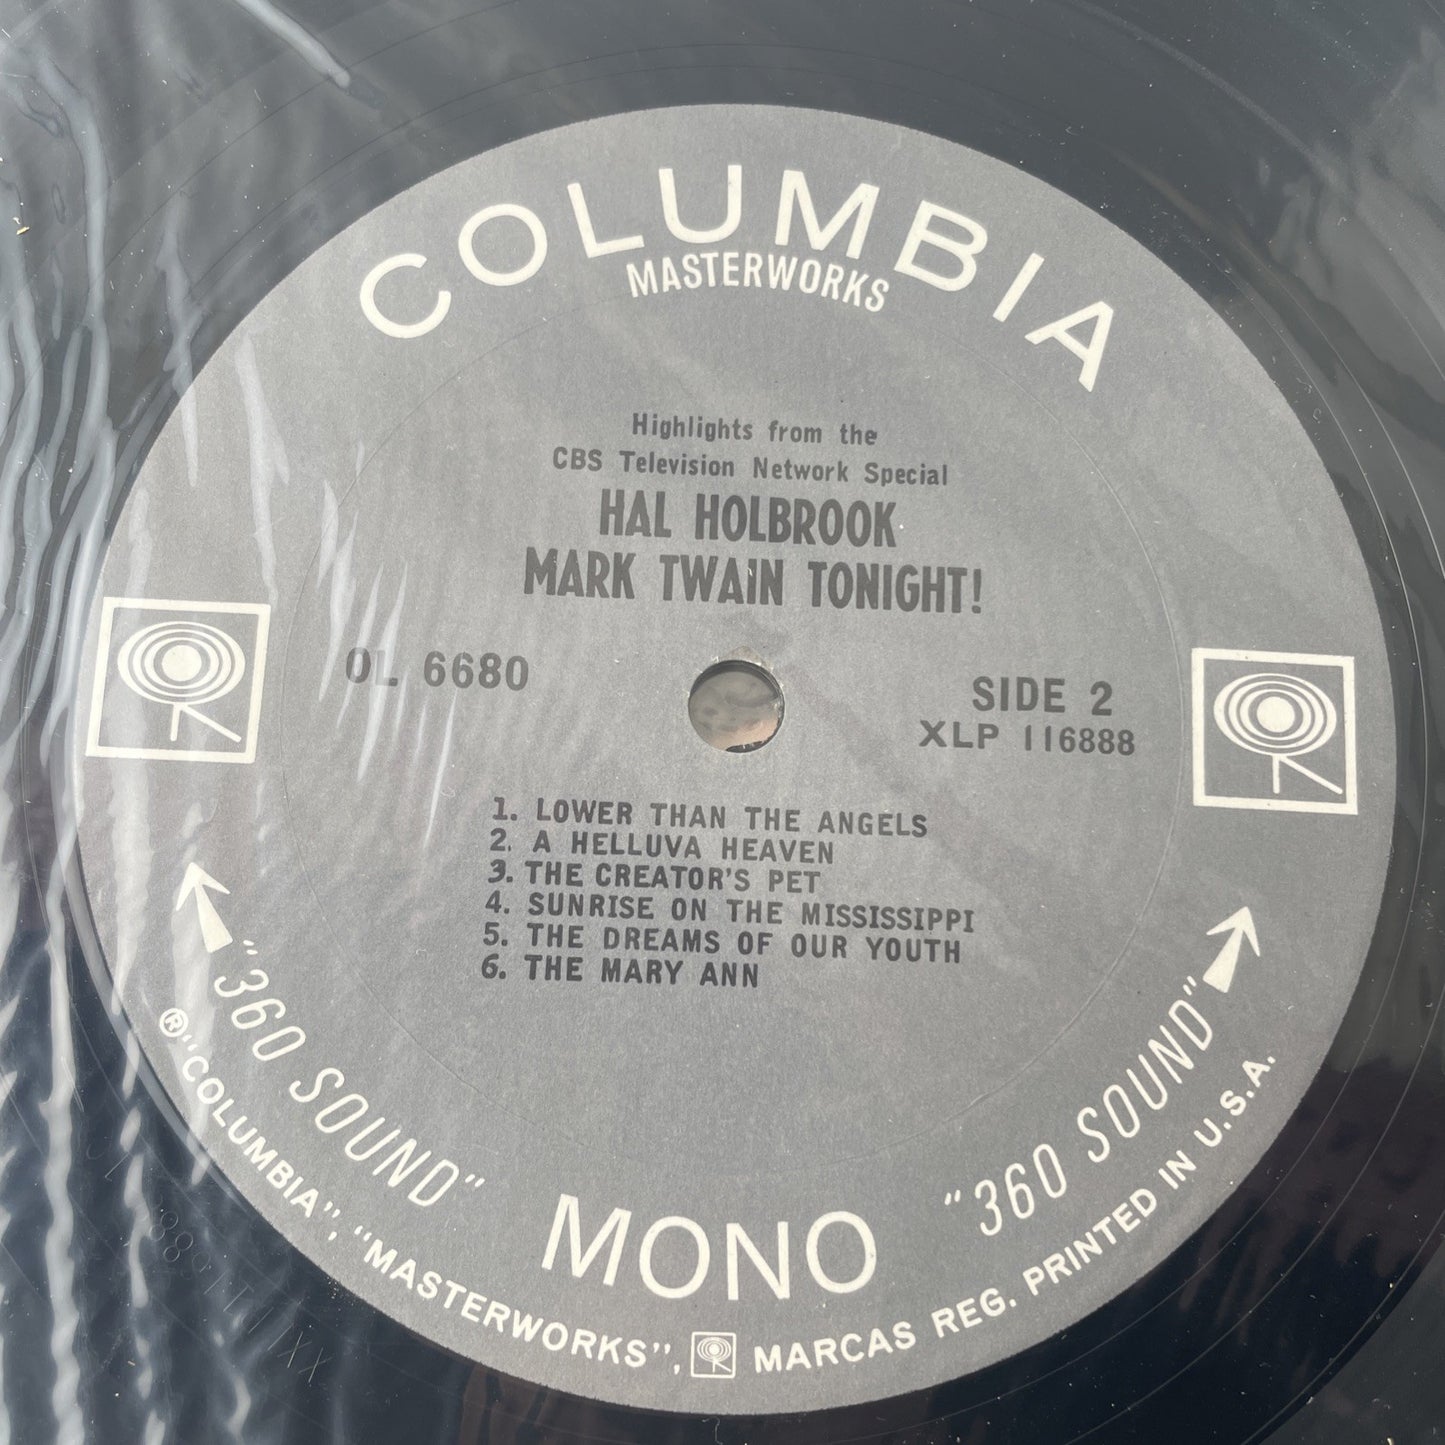 COLUMBIA
MASTERWORKS
Highlights from the
CBS Television Network Special
HAL HOLBROOK
MARK TWAIN TONIGHT!
OL 6680
SIDE 2
XLP 116888
1. LOWER THAN THE ANGELS
2. A HELLUVA HEAVEN
3. THE CREATOR'S PET
4. SUNRISE ON THE MISSISSIPPI
5. THE DREAMS OF OUR YOUTH
6. THE MARY ANN
"360 SOUND"
MONO
"360 SOUND"
® "COLUMBIA", "MASTERWORKS", MARCAS REG. PRINTED IN U.S.A.